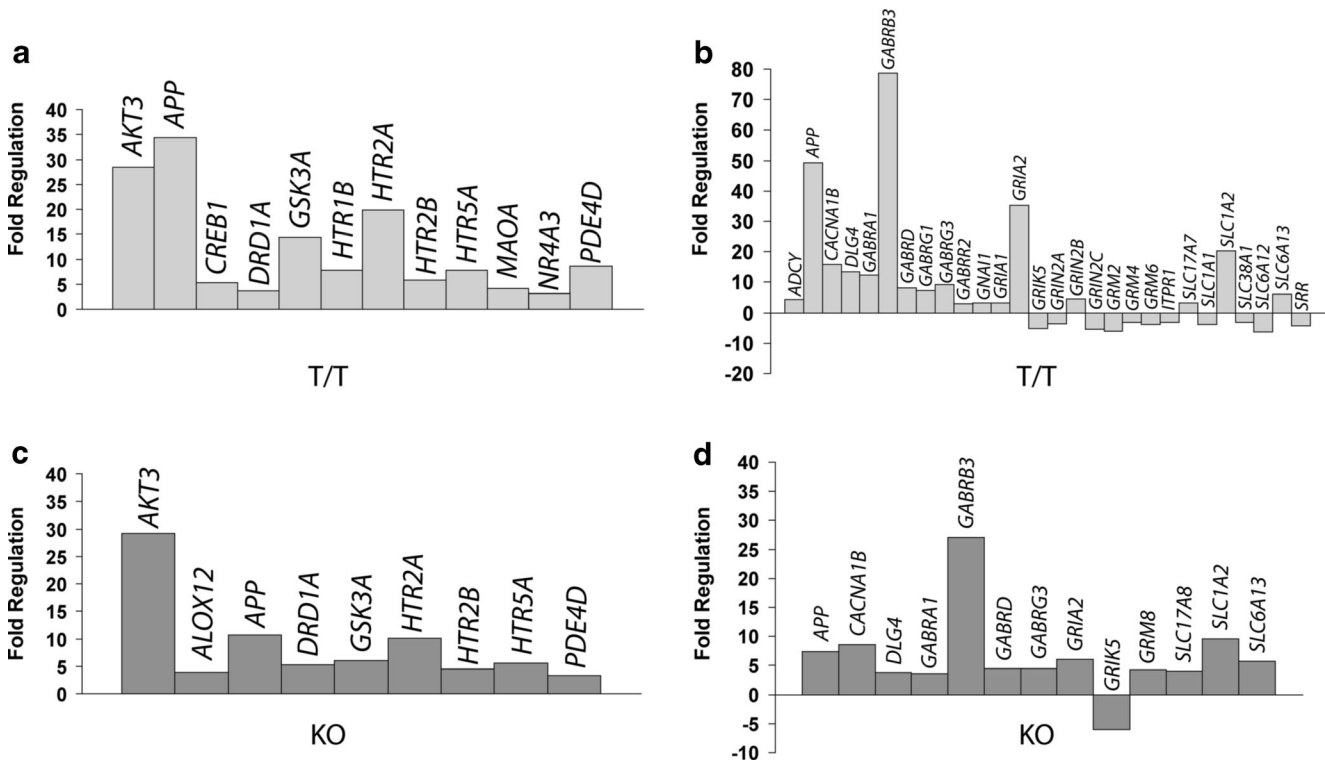 a
Fold Regulation
40
35
30
25
20
15
10
5
0
AKT3
APP
CREB1
DRD1A
GSK3A
HTR1B
HTR2A
HTR2B
HTR5A
MAOA
NR4A3
PDE4D
T/T
b
Fold Regulation
80
70
60
50
40
30
20
10
0
-10
-20
ADCY
APP
CACNA1B
DLG4
GABRA1
GABRB3
GABRD
GABRG1
GABRG3
GABRR2
GNAI1
GRIA1
GRIA2
GRIK5
GRIN2A
GRIN2B
GRIN2C
GRM2
GRM4
GRM6
ITPR1
SLC17A7
SLC1A1
SLC1A2
SLC38A1
SLC6A12
SLC6A13
SRR
T/T
c
Fold Regulation
40
35
30
25
20
15
10
5
0
AKT3
ALOX12
APP
DRD1A
GSK3A
HTR2A
HTR2B
HTR5A
PDE4D
KO
d
Fold Regulation
40
35
30
25
20
15
10
5
0
-5
-10
APP
CACNA1B
DLG4
GABRA1
GABRB3
GABRD
GABRG3
GRIA2
GRIK5
GRM8
SLC17A8
SLC1A2
SLC6A13
KO